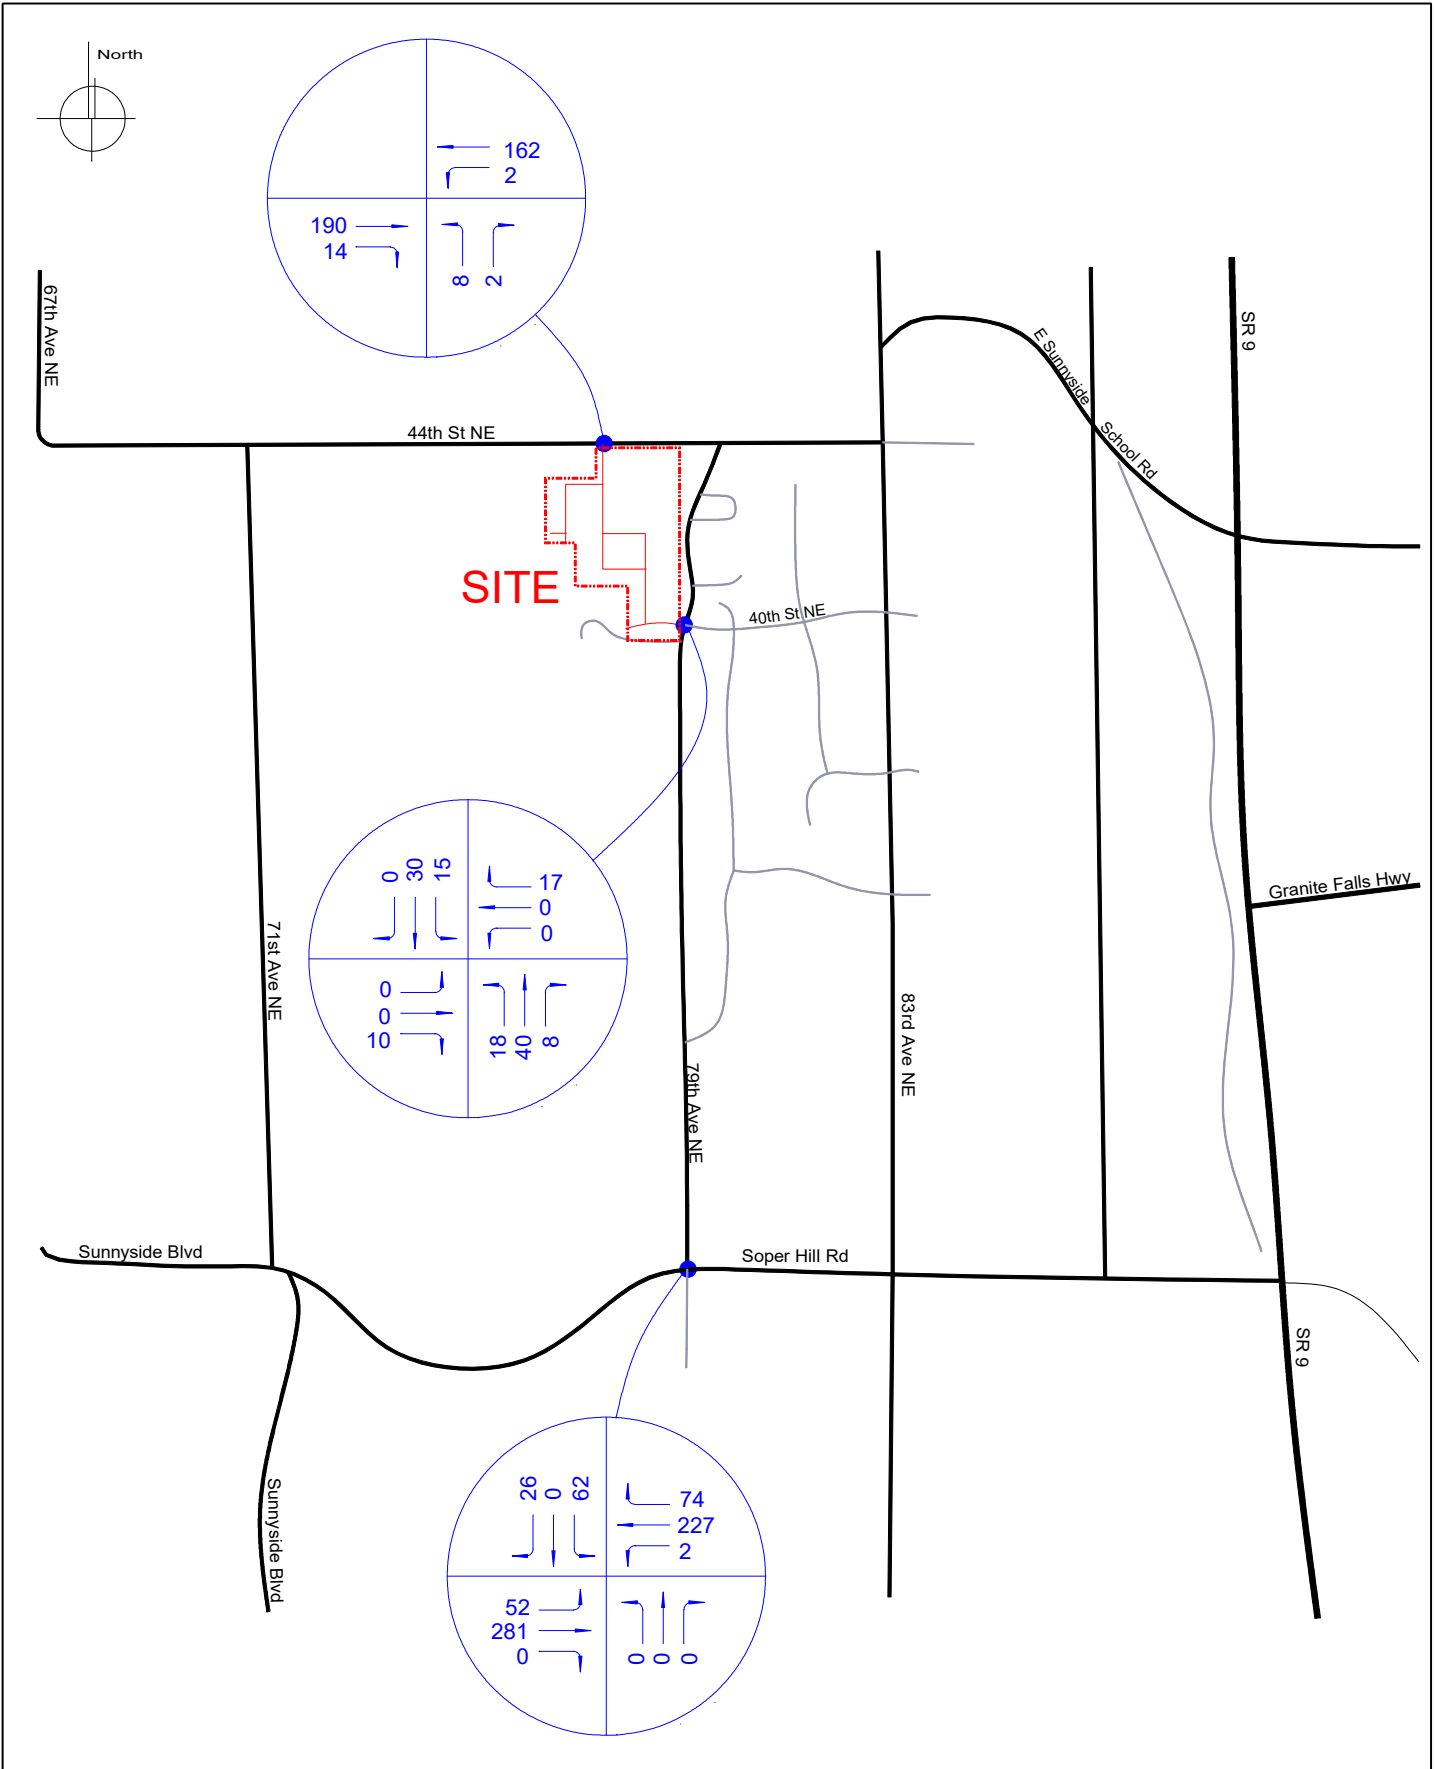 North
162
2
190
14
8
2
67th Ave NE
SR 9
E Sunnyside
School Rd
44th St NE
SITE
40th St NE
0
30
15
17
0
0
0
0
10
18
40
8
71st Ave NE
Granite Falls Hwy
83rd Ave NE
79th Ave NE
Sunnyside Blvd
Soper Hill Rd
SR 9
Sunnyside Blvd
26
0
62
74
227
2
52
281
0
0
0
0